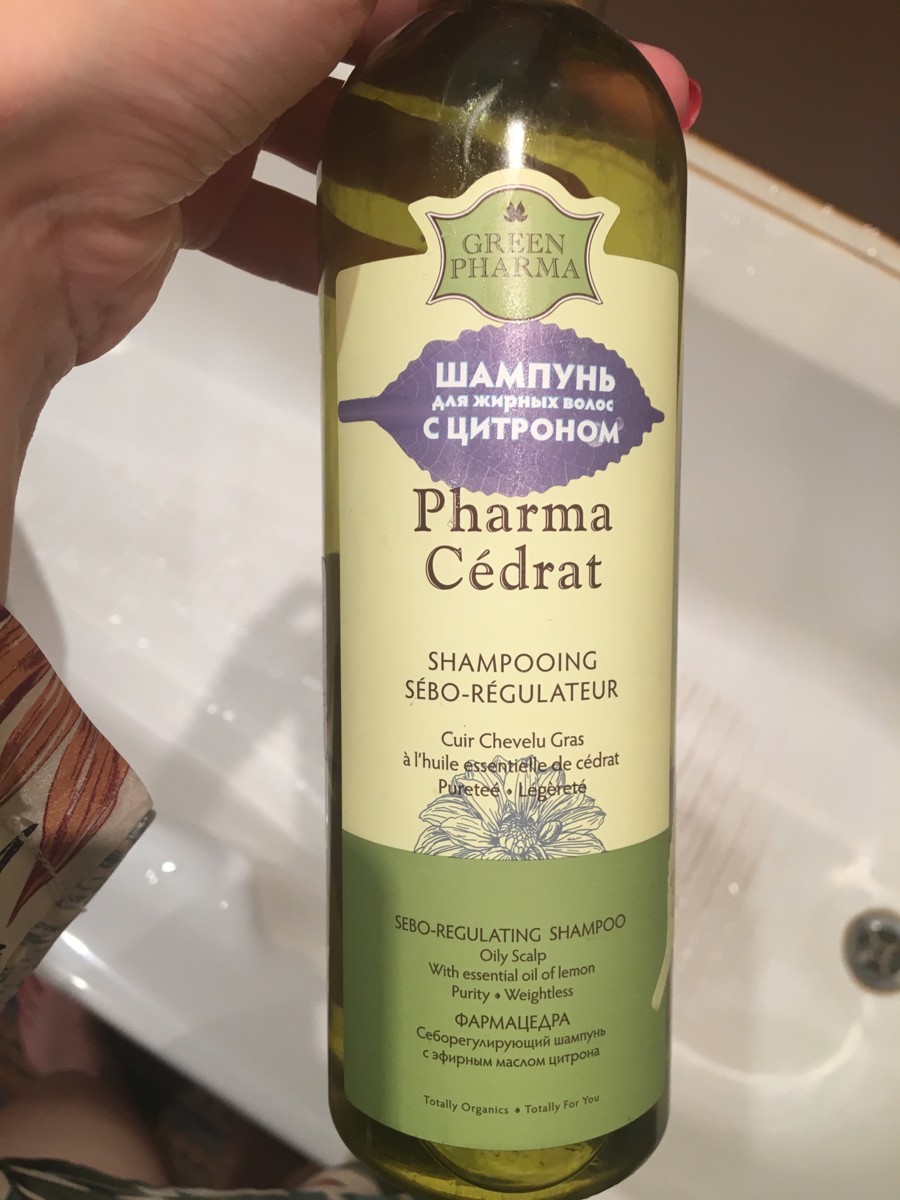 GREEN
PHARMA
ШАМПУНЬ
для жирных волос
С ЦИТРОНОМ
Pharma
Cédrat
SHAMPOOING
SÉBO-RÉGULATEUR
Cuir Chevelu Gras
à l'huile essentielle de cédrat
Pureteé • Légèreté
SEBO-REGULATING SHAMPOO
Oily Scalp
With essential oil of lemon
Purity • Weightless
ФАРМАЦЕДРА
Себорегулирующий шампунь
с эфирным маслом цитрона
Totally Organics • Totally For You